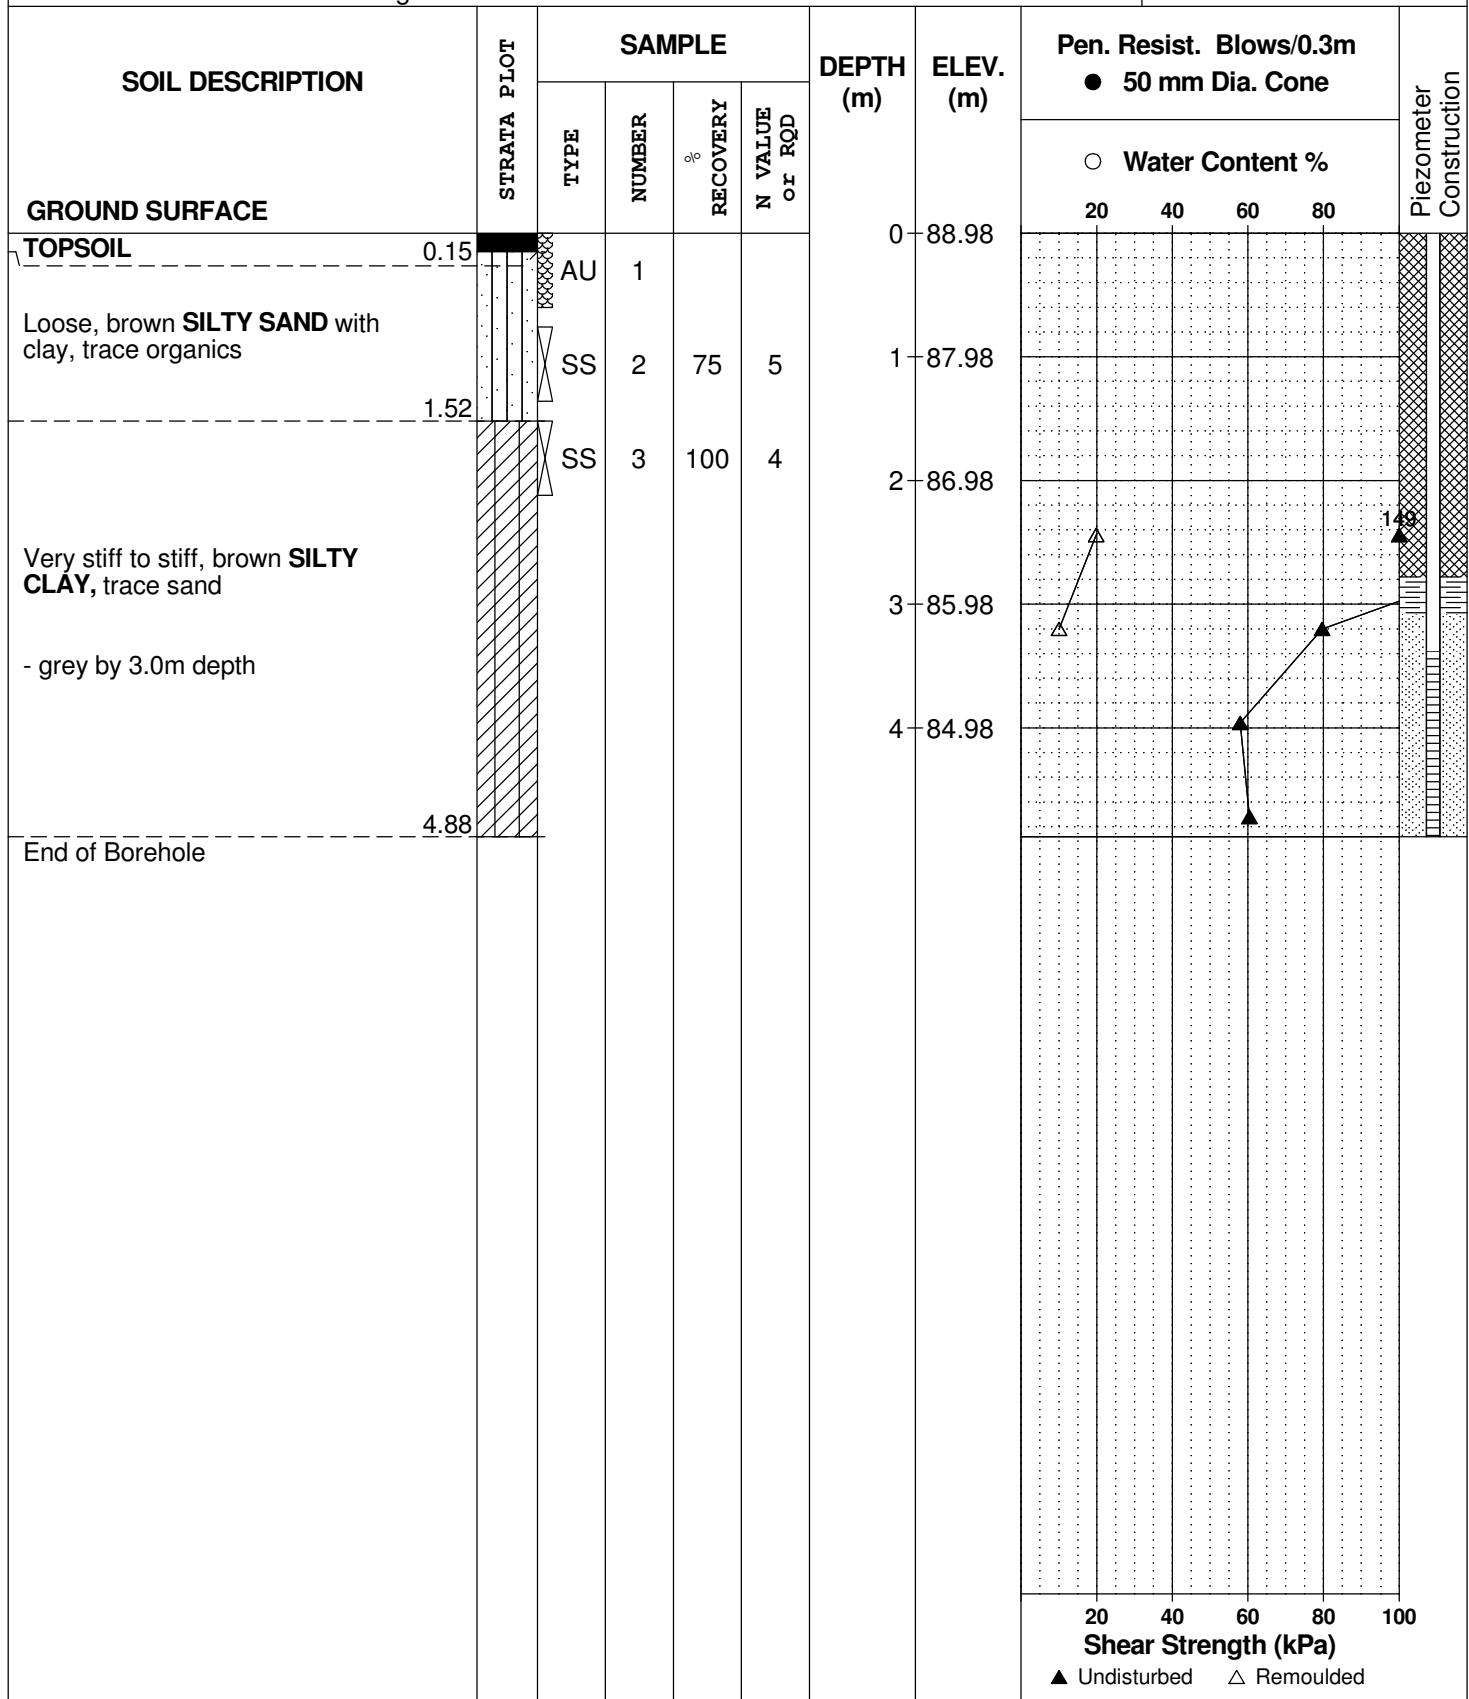 SOIL DESCRIPTION
GROUND SURFACE
STRATA PLOT
SAMPLE
TYPE
NUMBER
%
RECOVERY
N VALUE
or RQD
DEPTH
(m)
ELEV.
(m)
Pen. Resist. Blows/0.3m
● 50 mm Dia. Cone
○ Water Content %
20 40 60 80
Piezometer
Construction
TOPSOIL 0.15
AU 1
0 88.98
Loose, brown SILTY SAND with
clay, trace organics
SS 2 75 5
1 87.98
1.52
SS 3 100 4
2 86.98
149
Very stiff to stiff, brown SILTY
CLAY, trace sand
3 85.98
- grey by 3.0m depth
4 84.98
4.88
End of Borehole
20 40 60 80 100
Shear Strength (kPa)
▲ Undisturbed △ Remoulded